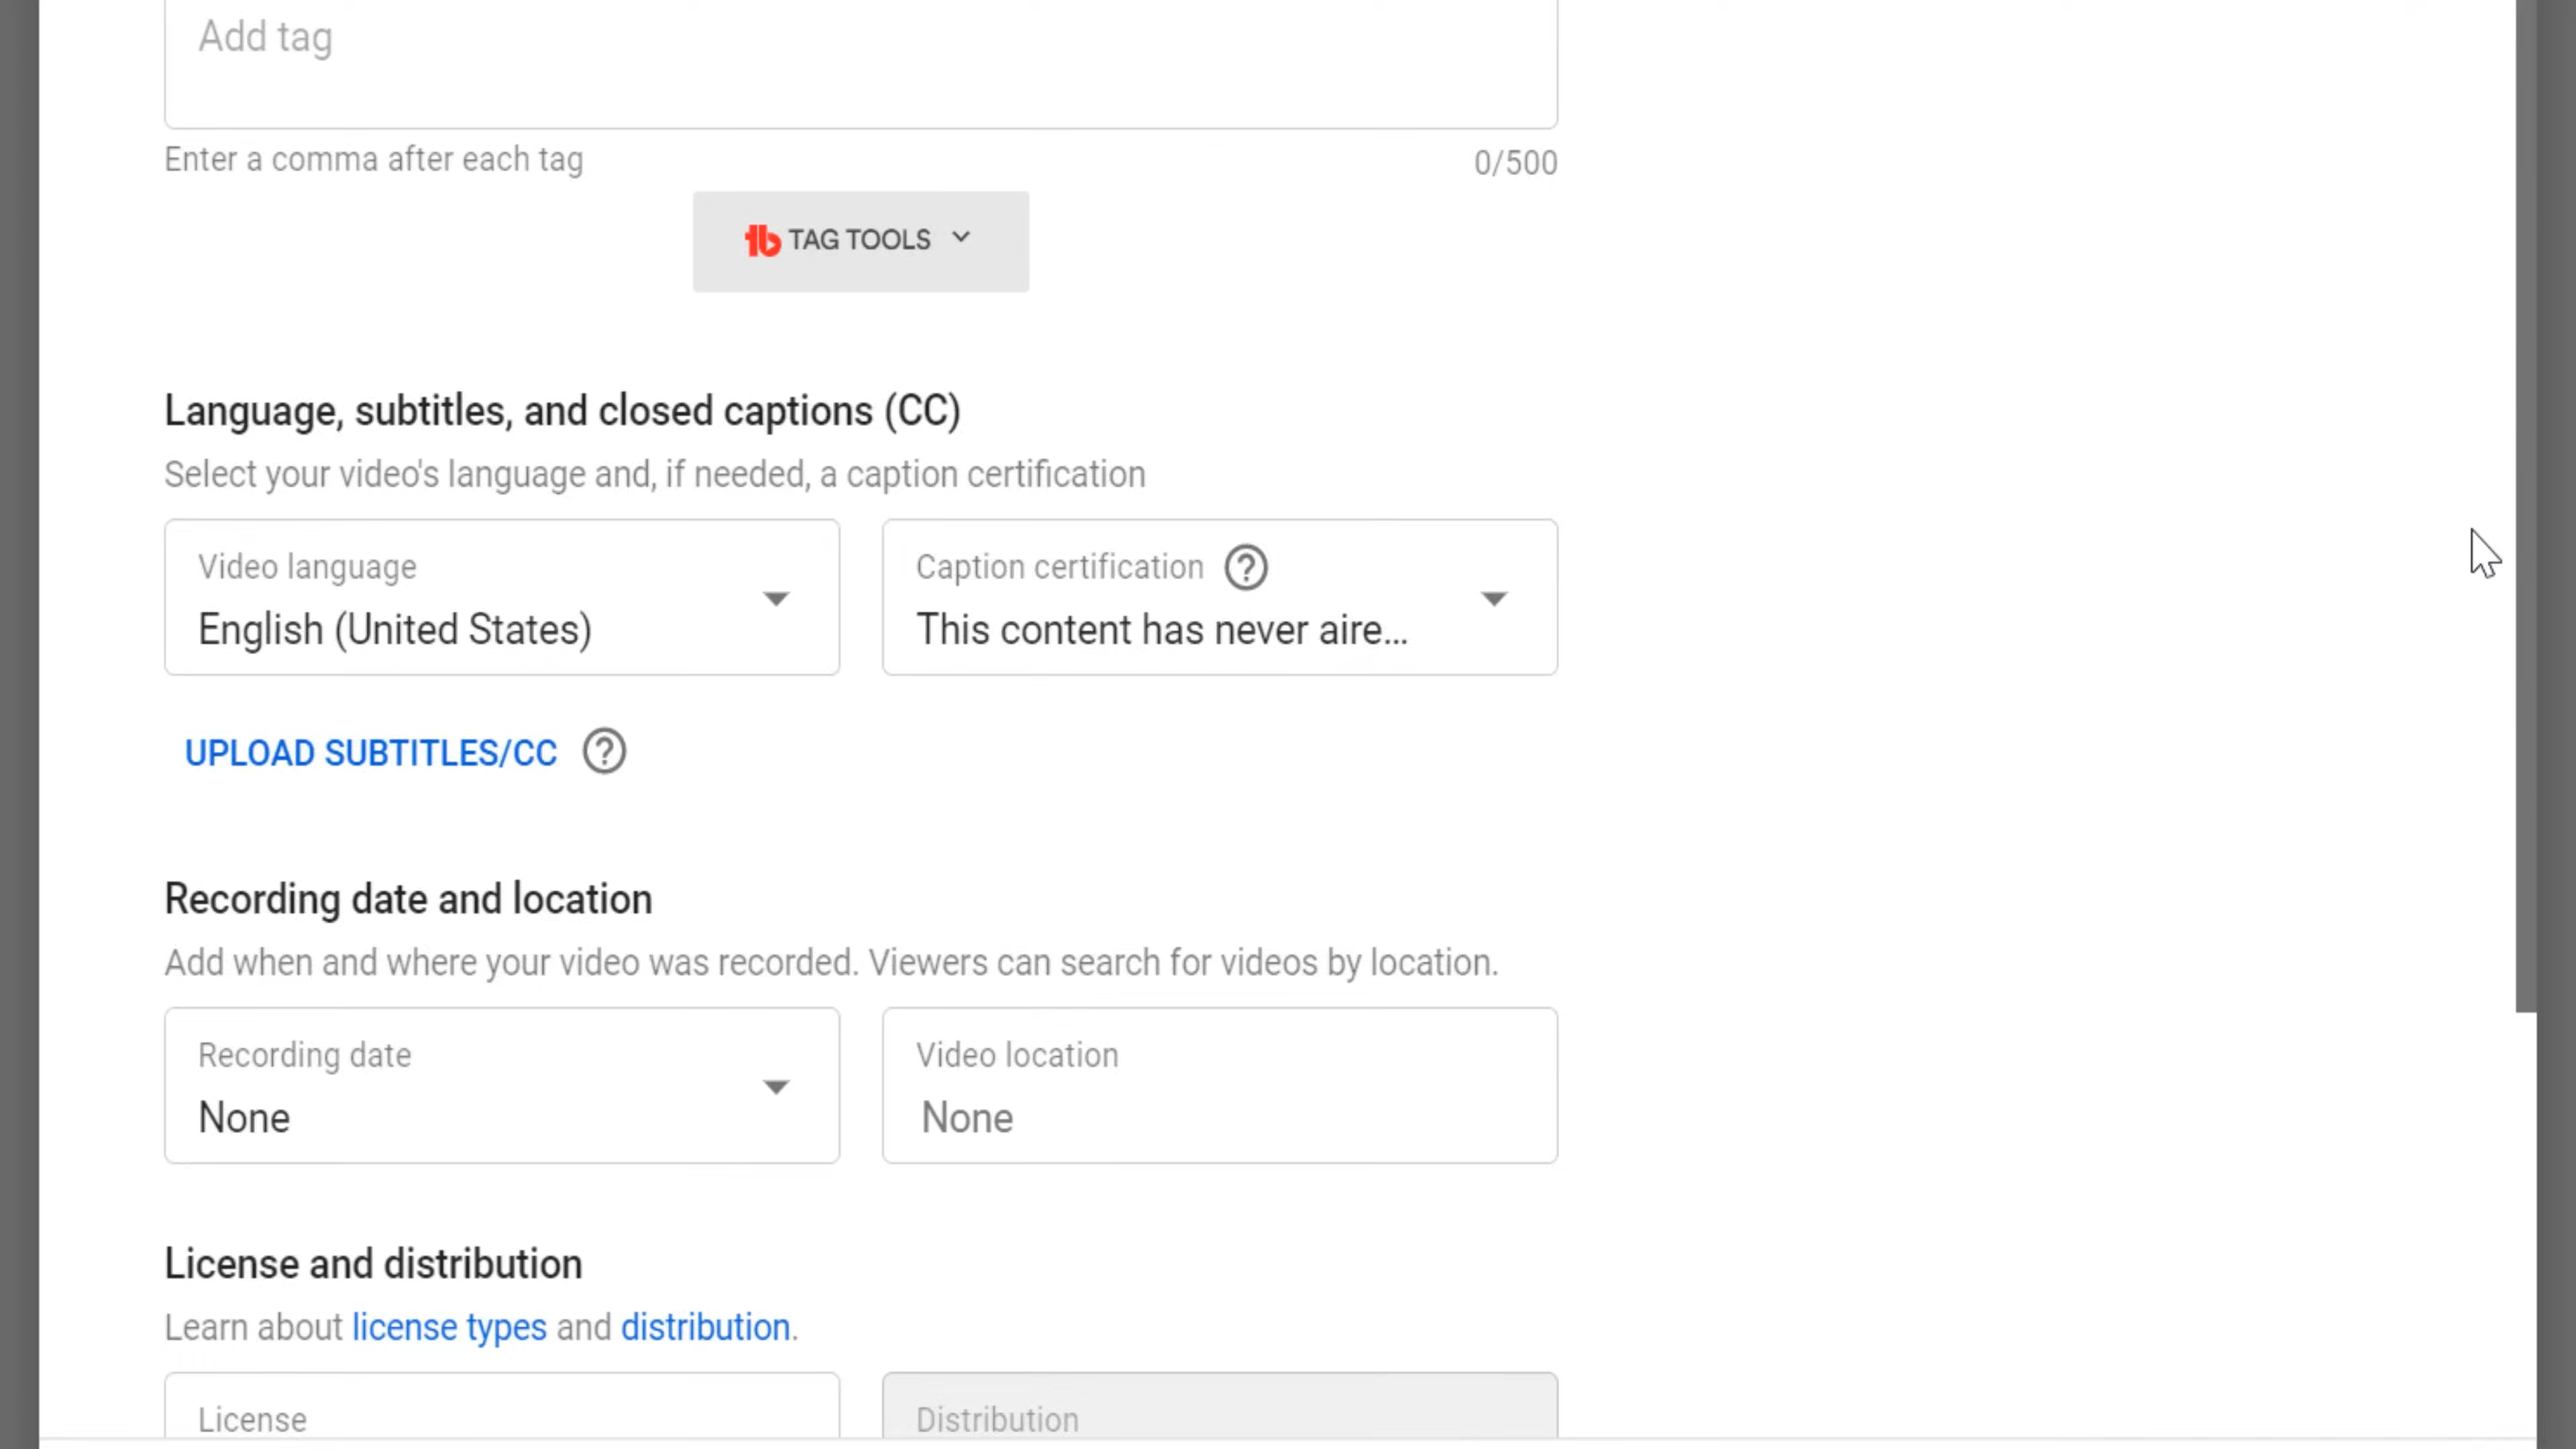 Add tag
Enter a comma after each tag
0/500
TAG TOOLS
Language, subtitles, and closed captions (CC)
Select your video's language and, if needed, a caption certification
Video language
English (United States)
Caption certification
This content has never aire...
UPLOAD SUBTITLES/CC
Recording date and location
Add when and where your video was recorded. Viewers can search for videos by location.
Recording date
None
Video location
None
License and distribution
Learn about license types and distribution.
License
Distribution